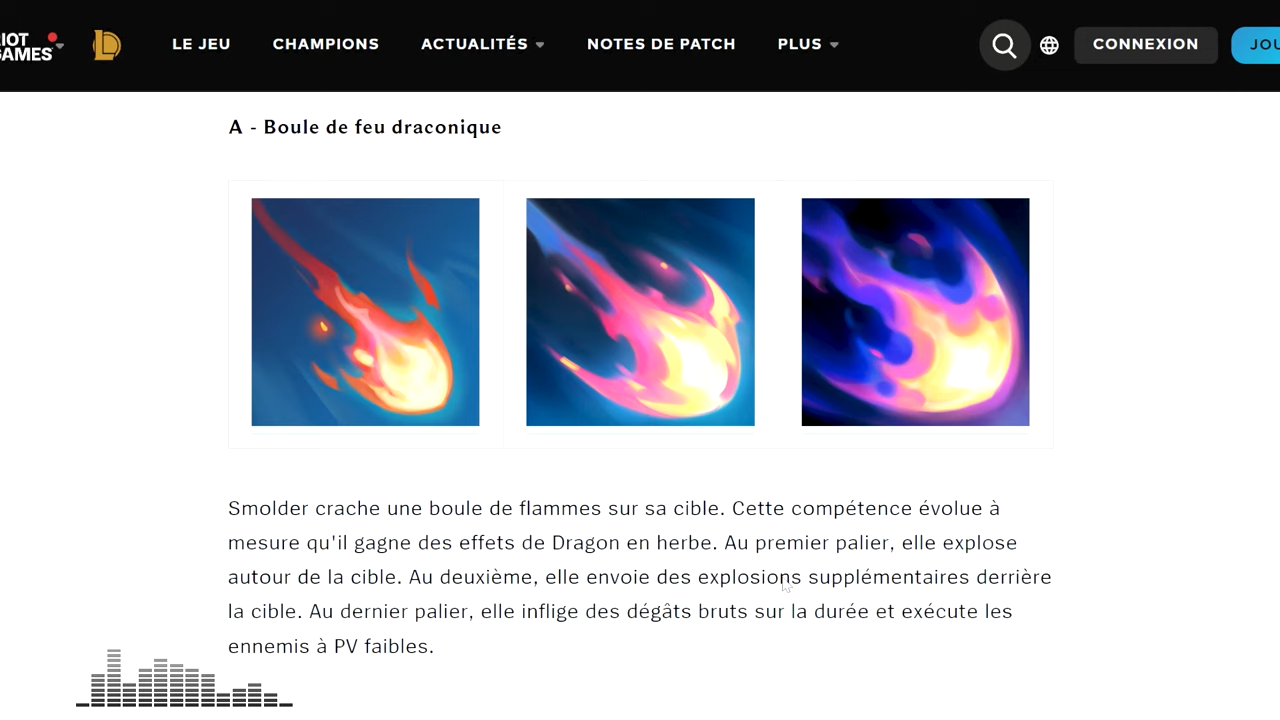 RIOT
GAMES
LE JEU
CHAMPIONS
ACTUALITÉS
NOTES DE PATCH
PLUS
CONNEXION
JOU
A - Boule de feu draconique
Smolder crache une boule de flammes sur sa cible. Cette compétence évolue à
mesure qu'il gagne des effets de Dragon en herbe. Au premier palier, elle explose
autour de la cible. Au deuxième, elle envoie des explosions supplémentaires derrière
la cible. Au dernier palier, elle inflige des dégâts bruts sur la durée et exécute les
ennemis à PV faibles.